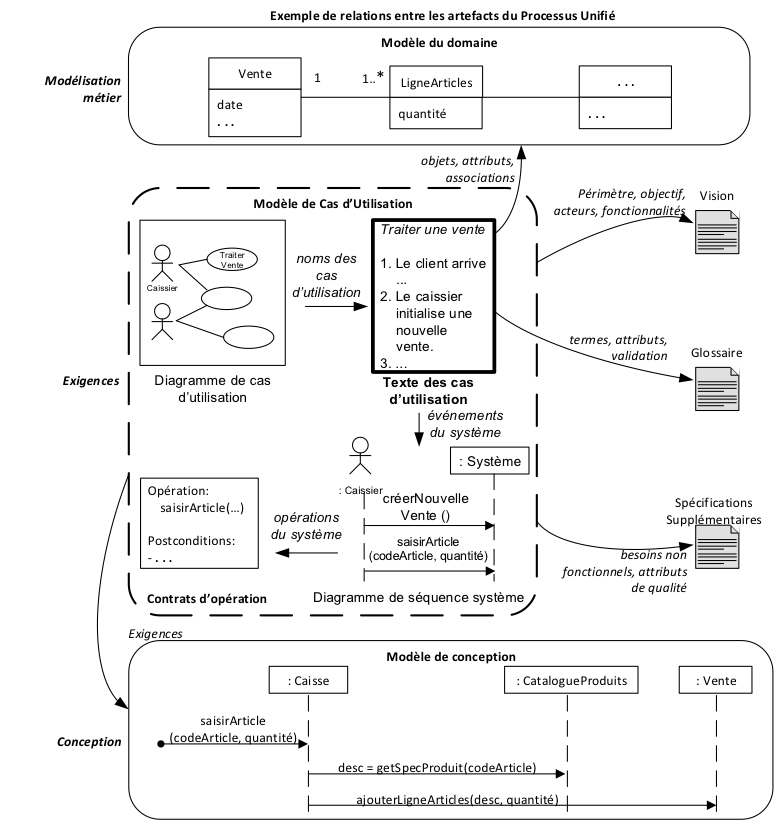 Exemple de relations entre les artefacts du Processus Unifié
Modèle du domaine
Modélisation
métier
Vente
date
...
1
1..*
LigneArticles
quantité
...
...
objets, attributs,
associations
Modèle de Cas d'Utilisation
Périmètre, objectif,
acteurs, fonctionnalités
Vision
Traiter
Vente
Caissier
noms des
cas
d'utilisation
Traiter une vente
1. Le client arrive
...
2. Le caissier
initialise une
nouvelle
vente.
3. ...
termes, attributs,
validation
Glossaire
Exigences
Diagramme de cas
d'utilisation
Texte des cas
d'utilisation
événements
du système
: Système
: Caissier
créerNouvelle
Vente ()
saisirArticle
(codeArticle, quantité)
opérations
du système
Opération:
saisirArticle(...)
Postconditions:
- ...
Spécifications
Supplémentaires
besoins non
fonctionnels, attributs
de qualité
Contrats d'opération
Diagramme de séquence système
Exigences
Modèle de conception
: Caisse
: CatalogueProduits
: Vente
Conception
saisirArticle
(codeArticle, quantité)
desc = getSpecProduit(codeArticle)
ajouterLigneArticles(desc, quantité)